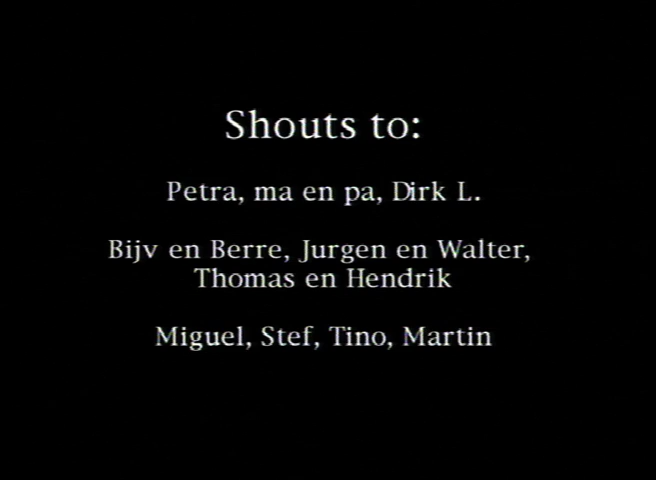 Shouts to:
Petra, ma en pa, Dirk L.
Bijv en Berre, Jurgen en Walter,
Thomas en Hendrik
Miguel, Stef, Tino, Martin